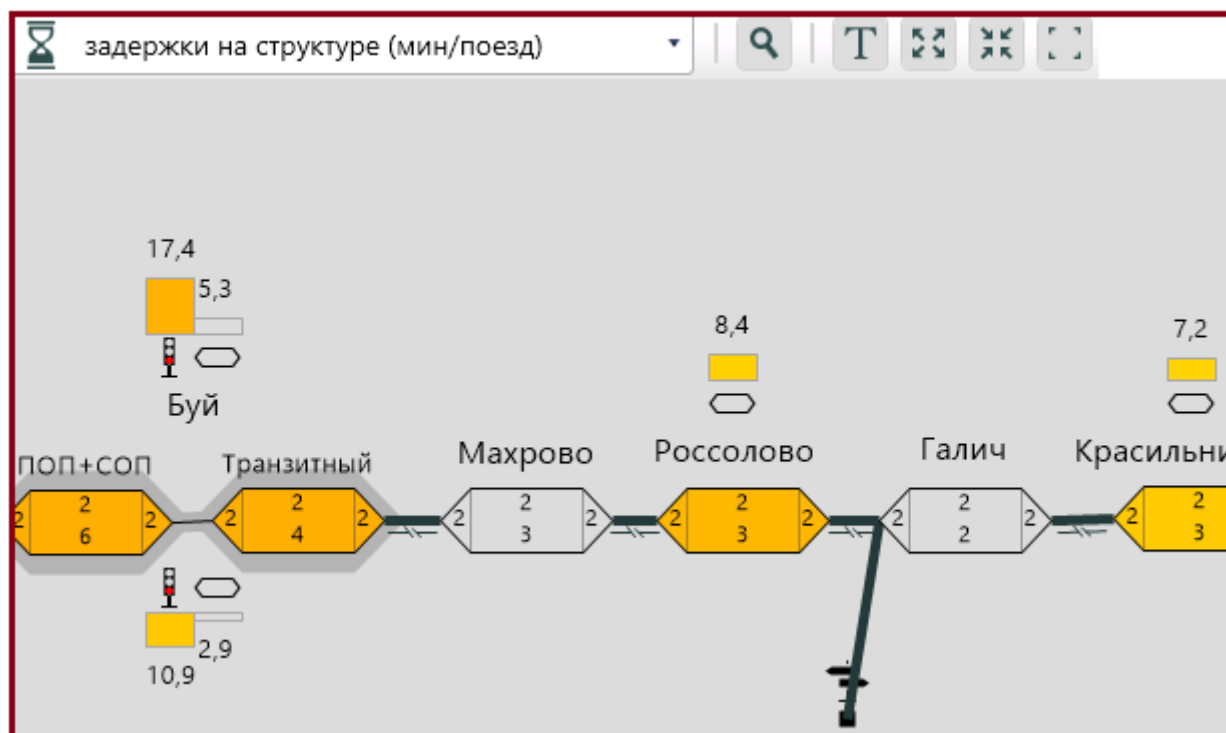 задержки на структуре (мин/поезд)
T
17,4
5,3
8,4
7,2
Буй
ПОП+СОП
Транзитный
Махрово
Россолово
Галич
Красильни
2 2 2 2 2 2
2 2 2 2 2 2 2 2 2 2
6 4 3 3 2 3
2,9
10,9